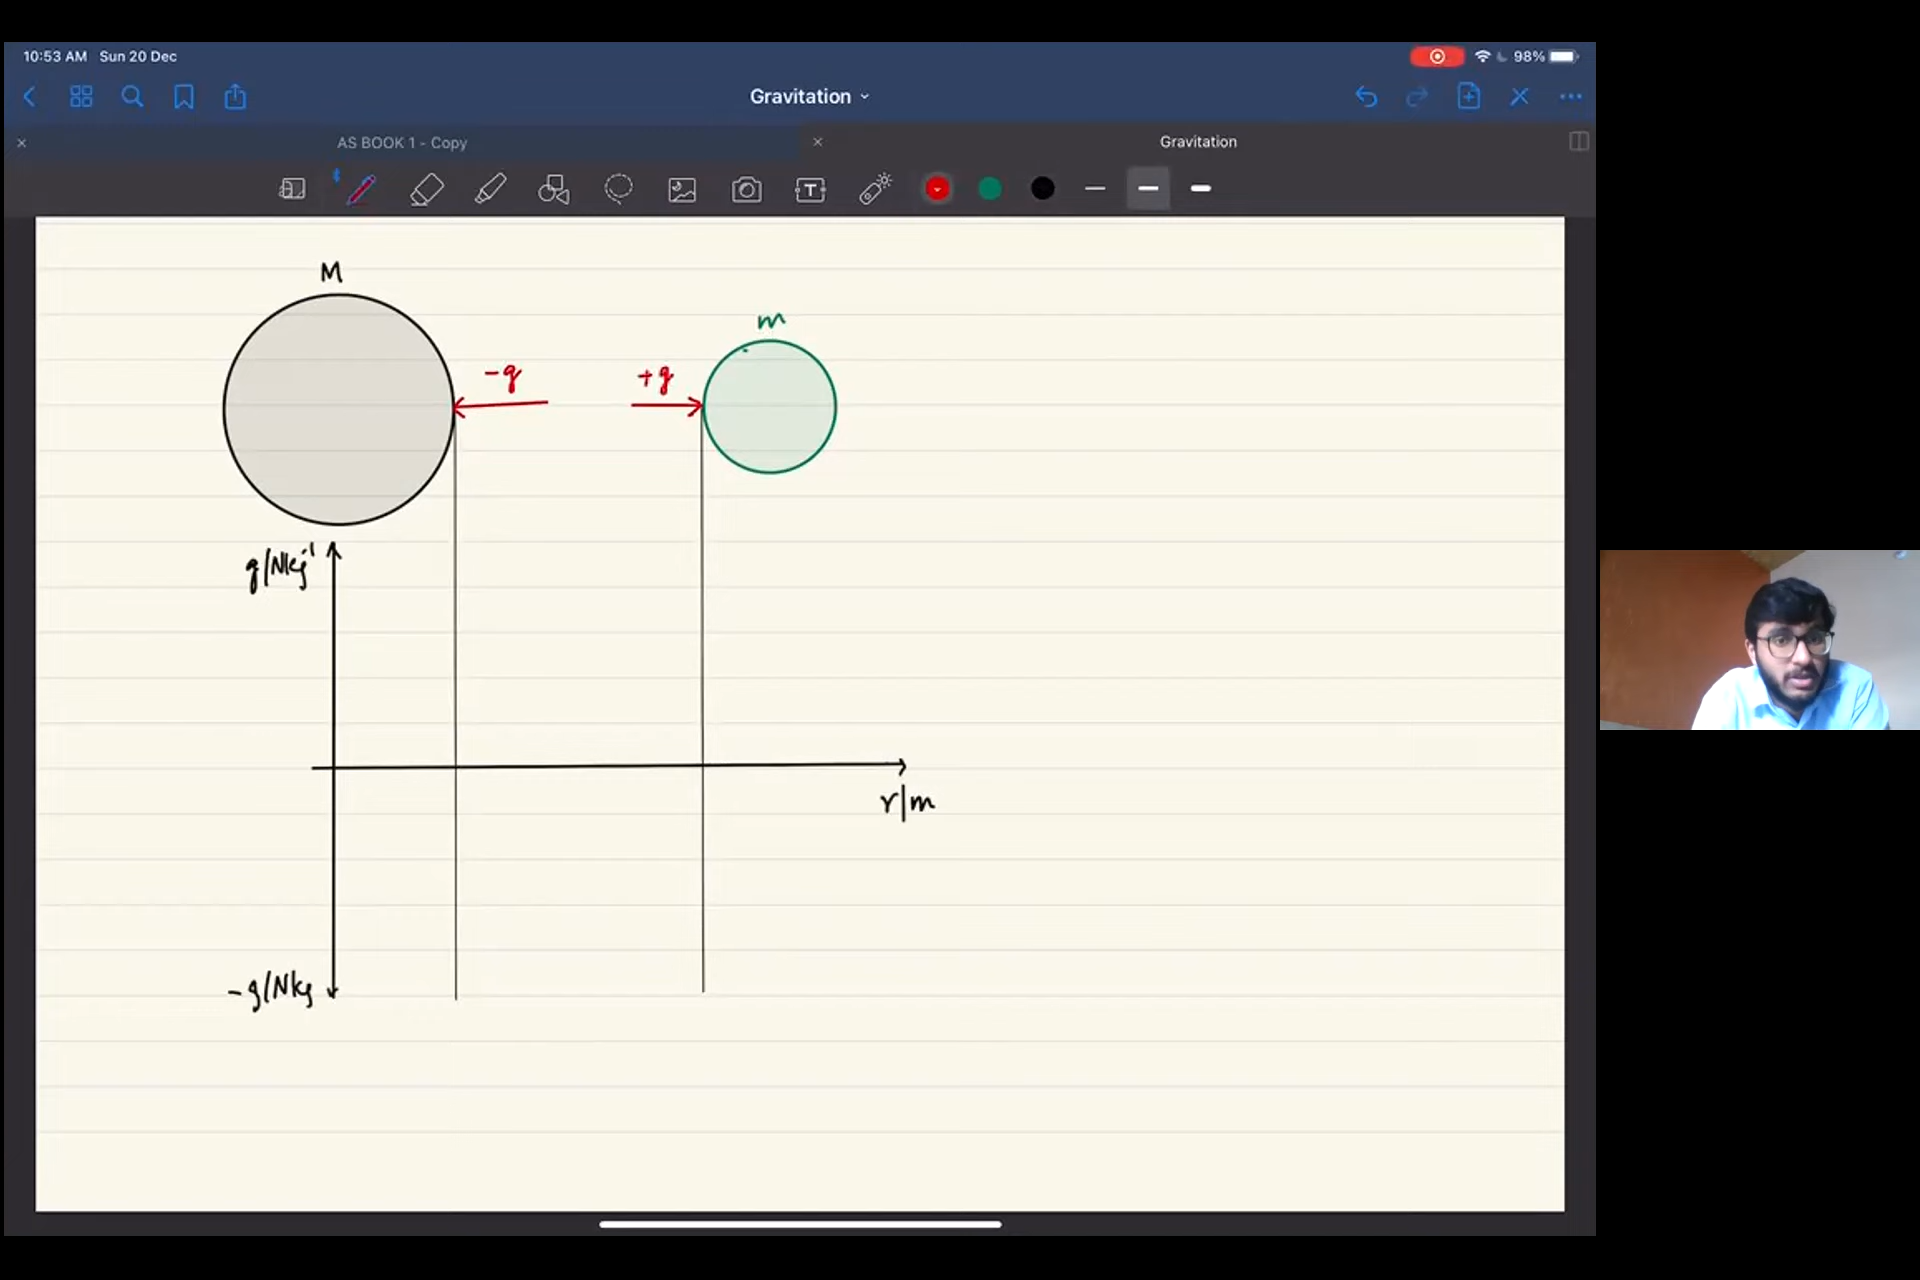 10:53 AM Sun 20 Dec
98%
Gravitation
AS BOOK 1 - Copy
Gravitation
T
M
m
-g
+g
g/Nkg⁻¹
r/m
-g/Nkg